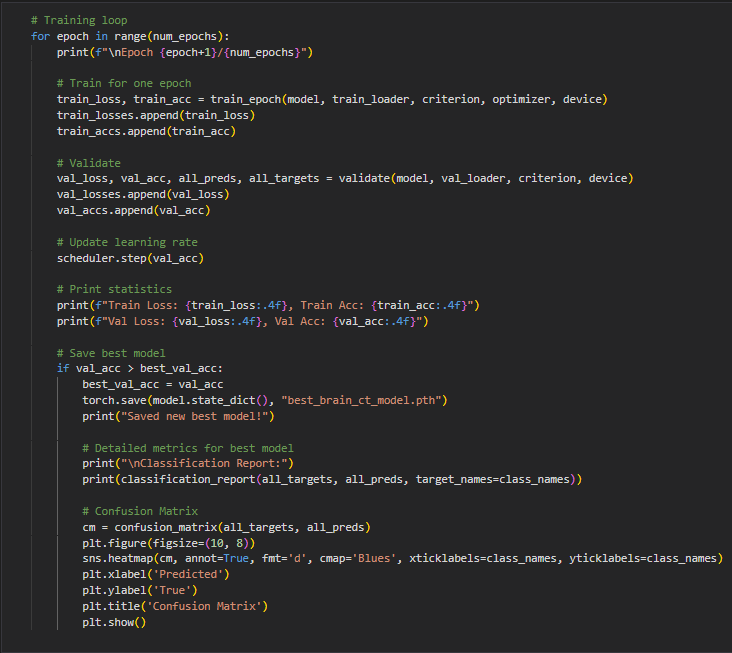 # Training loop
for epoch in range(num_epochs):
    print(f"\nEpoch {epoch+1}/{num_epochs}")

    # Train for one epoch
    train_loss, train_acc = train_epoch(model, train_loader, criterion, optimizer, device)
    train_losses.append(train_loss)
    train_accs.append(train_acc)

    # Validate
    val_loss, val_acc, all_preds, all_targets = validate(model, val_loader, criterion, device)
    val_losses.append(val_loss)
    val_accs.append(val_acc)

    # Update learning rate
    scheduler.step(val_acc)

    # Print statistics
    print(f"Train Loss: {train_loss:.4f}, Train Acc: {train_acc:.4f}")
    print(f"Val Loss: {val_loss:.4f}, Val Acc: {val_acc:.4f}")

    # Save best model
    if val_acc > best_val_acc:
        best_val_acc = val_acc
        torch.save(model.state_dict(), "best_brain_ct_model.pth")
        print("Saved new best model!")

        # Detailed metrics for best model
        print("\nClassification Report:")
        print(classification_report(all_targets, all_preds, target_names=class_names))

        # Confusion Matrix
        cm = confusion_matrix(all_targets, all_preds)
        plt.figure(figsize=(10, 8))
        sns.heatmap(cm, annot=True, fmt='d', cmap='Blues', xticklabels=class_names, yticklabels=class_names)
        plt.xlabel('Predicted')
        plt.ylabel('True')
        plt.title('Confusion Matrix')
        plt.show()